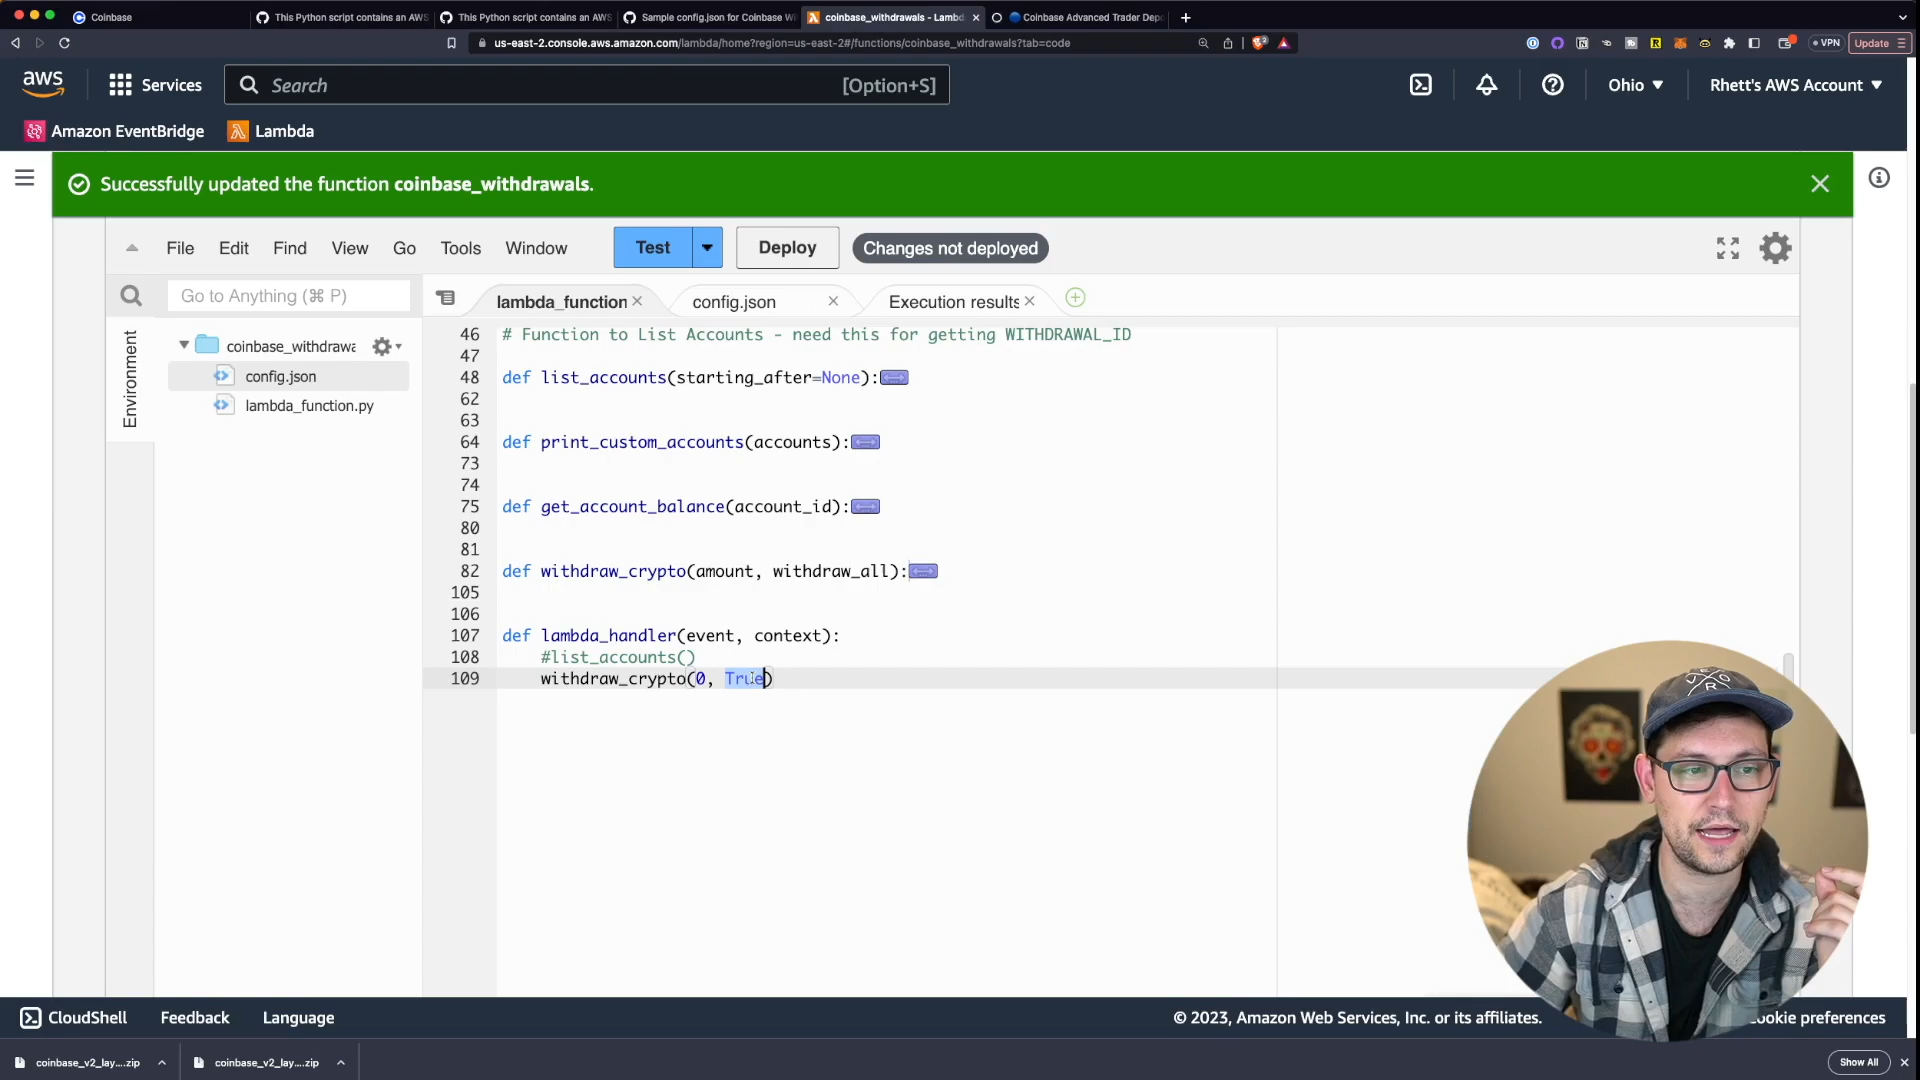 Coinbase
This Python script contains an AWS
This Python script contains an AWS
Sample config.json for Coinbase Wi
coinbase_withdrawals - Lambd
Coinbase Advanced Trader Depo
us-east-2.console.aws.amazon.com/lambda/home?region=us-east-2#/functions/coinbase_withdrawals?tab=code
VPN
Update
aws
Services
Search
[Option+S]
Ohio
Rhett's AWS Account
Amazon EventBridge
Lambda
Successfully updated the function coinbase_withdrawals.
File
Edit
Find
View
Go
Tools
Window
Test
Deploy
Changes not deployed
Go to Anything (⌘ P)
lambda_function
config.json
Execution results
Environment
coinbase_withdrawa
config.json
lambda_function.py
46 # Function to List Accounts - need this for getting WITHDRAWAL_ID
47
48 def list_accounts(starting_after=None):
62
63
64 def print_custom_accounts(accounts):
73
74
75 def get_account_balance(account_id):
80
81
82 def withdraw_crypto(amount, withdraw_all):
105
106
107 def lambda_handler(event, context):
108 #list_accounts()
109 withdraw_crypto(0, True)
CloudShell
Feedback
Language
© 2023, Amazon Web Services, Inc. or its affiliates.
ookie preferences
coinbase_v2_lay....zip
coinbase_v2_lay....zip
Show All